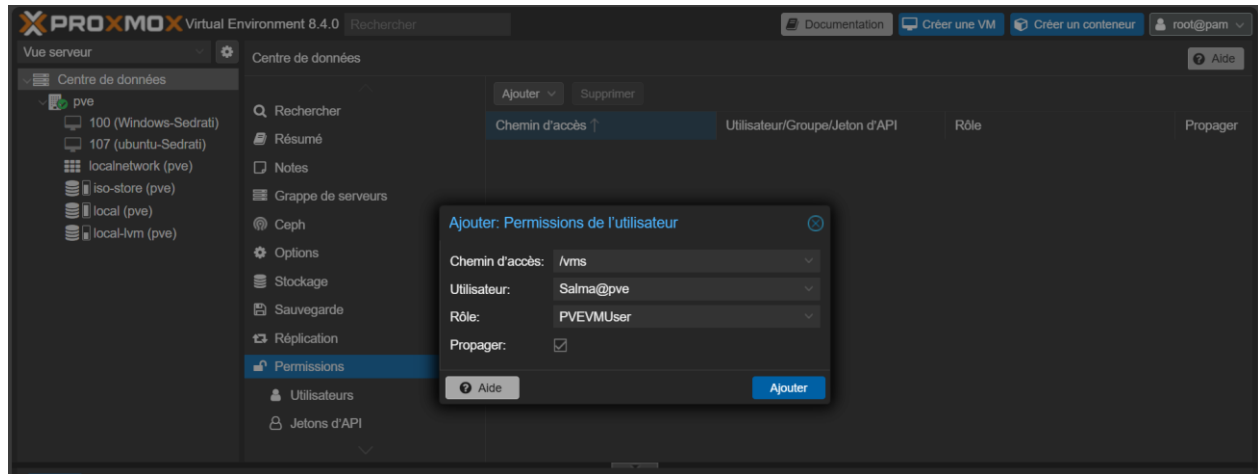 PROXMOX Virtual Environment 8.4.0 Rechercher
Documentation
Créer une VM
Créer un conteneur
root@pam
Vue serveur
Centre de données
pve
100 (Windows-Sedrati)
107 (ubuntu-Sedrati)
localnetwork (pve)
iso-store (pve)
local (pve)
local-lvm (pve)
Centre de données
Aide
Rechercher
Résumé
Notes
Grappe de serveurs
Ceph
Options
Stockage
Sauvegarde
Réplication
Permissions
Utilisateurs
Jetons d'API
Ajouter
Supprimer
Chemin d'accès ↑ Utilisateur/Groupe/Jeton d'API Rôle Propager
Ajouter: Permissions de l'utilisateur
Chemin d'accès: /vms
Utilisateur: Salma@pve
Rôle: PVEVMUser
Propager:
Aide
Ajouter